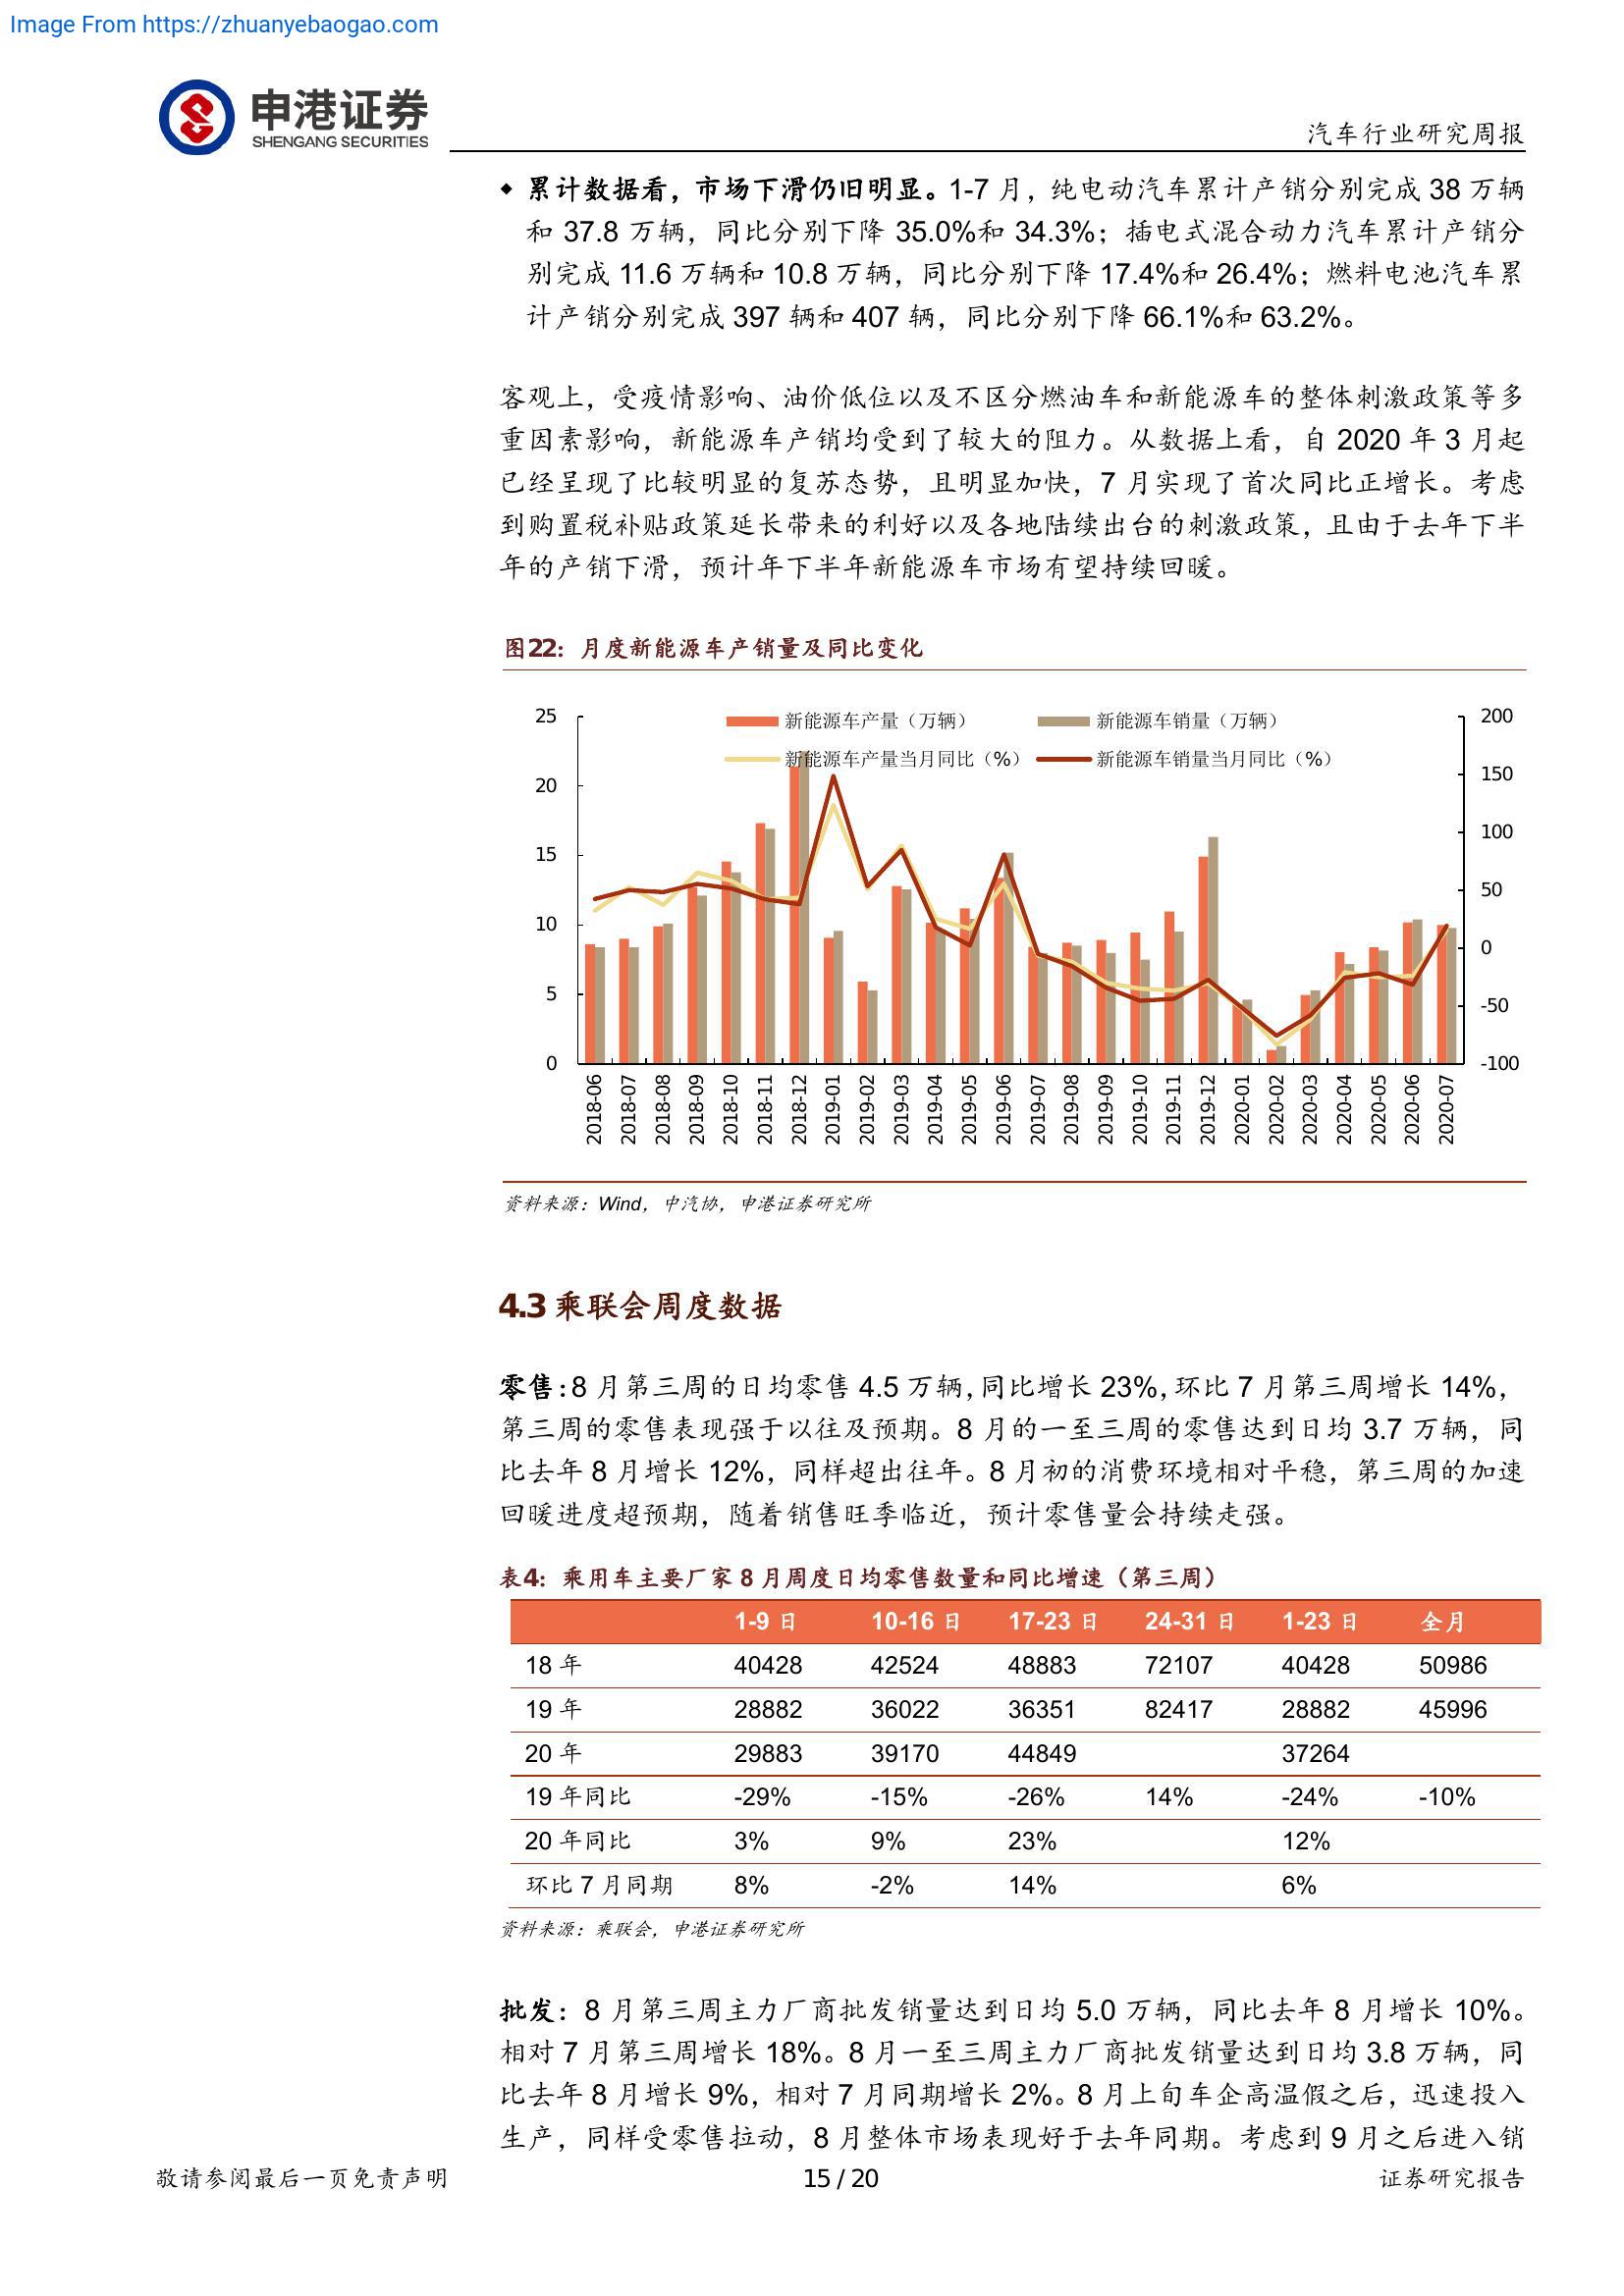 Image From https://zhuanyebaogao.com
申港证券
SHENGANG SECURITIES
汽车行业研究周报
◆ 累计数据看，市场下滑仍旧明显。1-7 月，纯电动汽车累计产销分别完成 38 万辆
和 37.8 万辆，同比分别下降 35.0%和 34.3%；插电式混合动力汽车累计产销分
别完成 11.6 万辆和 10.8 万辆，同比分别下降 17.4%和 26.4%；燃料电池汽车累
计产销分别完成 397 辆和 407 辆，同比分别下降 66.1%和 63.2%。
客观上，受疫情影响、油价低位以及不区分燃油车和新能源车的整体刺激政策等多
重因素影响，新能源车产销均受到了较大的阻力。从数据上看，自 2020 年 3 月起
已经呈现了比较明显的复苏态势，且明显加快，7 月实现了首次同比正增长。考虑
到购置税补贴政策延长带来的利好以及各地陆续出台的刺激政策，且由于去年下半
年的产销下滑，预计年下半年新能源车市场有望持续回暖。
图22：月度新能源车产销量及同比变化
新能源车产量（万辆） 新能源车销量（万辆）
新能源车产量当月同比（%） 新能源车销量当月同比（%）
25 200
20 150
15 100
10 50
5 0
0 -50
-100
2018-06 2018-07 2018-08 2018-09 2018-10 2018-11 2018-12 2019-01 2019-02 2019-03 2019-04 2019-05 2019-06 2019-07 2019-08 2019-09 2019-10 2019-11 2019-12 2020-01 2020-02 2020-03 2020-04 2020-05 2020-06 2020-07
资料来源：Wind，中汽协，申港证券研究所
4.3 乘联会周度数据
零售：8 月第三周的日均零售 4.5 万辆，同比增长 23%，环比 7 月第三周增长 14%，
第三周的零售表现强于以往及预期。8 月的一至三周的零售达到日均 3.7 万辆，同
比去年 8 月增长 12%，同样超出往年。8 月初的消费环境相对平稳，第三周的加速
回暖进度超预期，随着销售旺季临近，预计零售量会持续走强。
表4：乘用车主要厂家 8 月周度日均零售数量和同比增速（第三周）
1-9 日 10-16 日 17-23 日 24-31 日 1-23 日 全月
18 年 40428 42524 48883 72107 40428 50986
19 年 28882 36022 36351 82417 28882 45996
20 年 29883 39170 44849 37264
19 年同比 -29% -15% -26% 14% -24% -10%
20 年同比 3% 9% 23% 12%
环比 7 月同期 8% -2% 14% 6%
资料来源：乘联会，申港证券研究所
批发：8 月第三周主力厂商批发销量达到日均 5.0 万辆，同比去年 8 月增长 10%。
相对 7 月第三周增长 18%。8 月一至三周主力厂商批发销量达到日均 3.8 万辆，同
比去年 8 月增长 9%，相对 7 月同期增长 2%。8 月上旬车企高温假之后，迅速投入
生产，同样受零售拉动，8 月整体市场表现好于去年同期。考虑到 9 月之后进入销
敬请参阅最后一页免责声明 15 / 20 证券研究报告